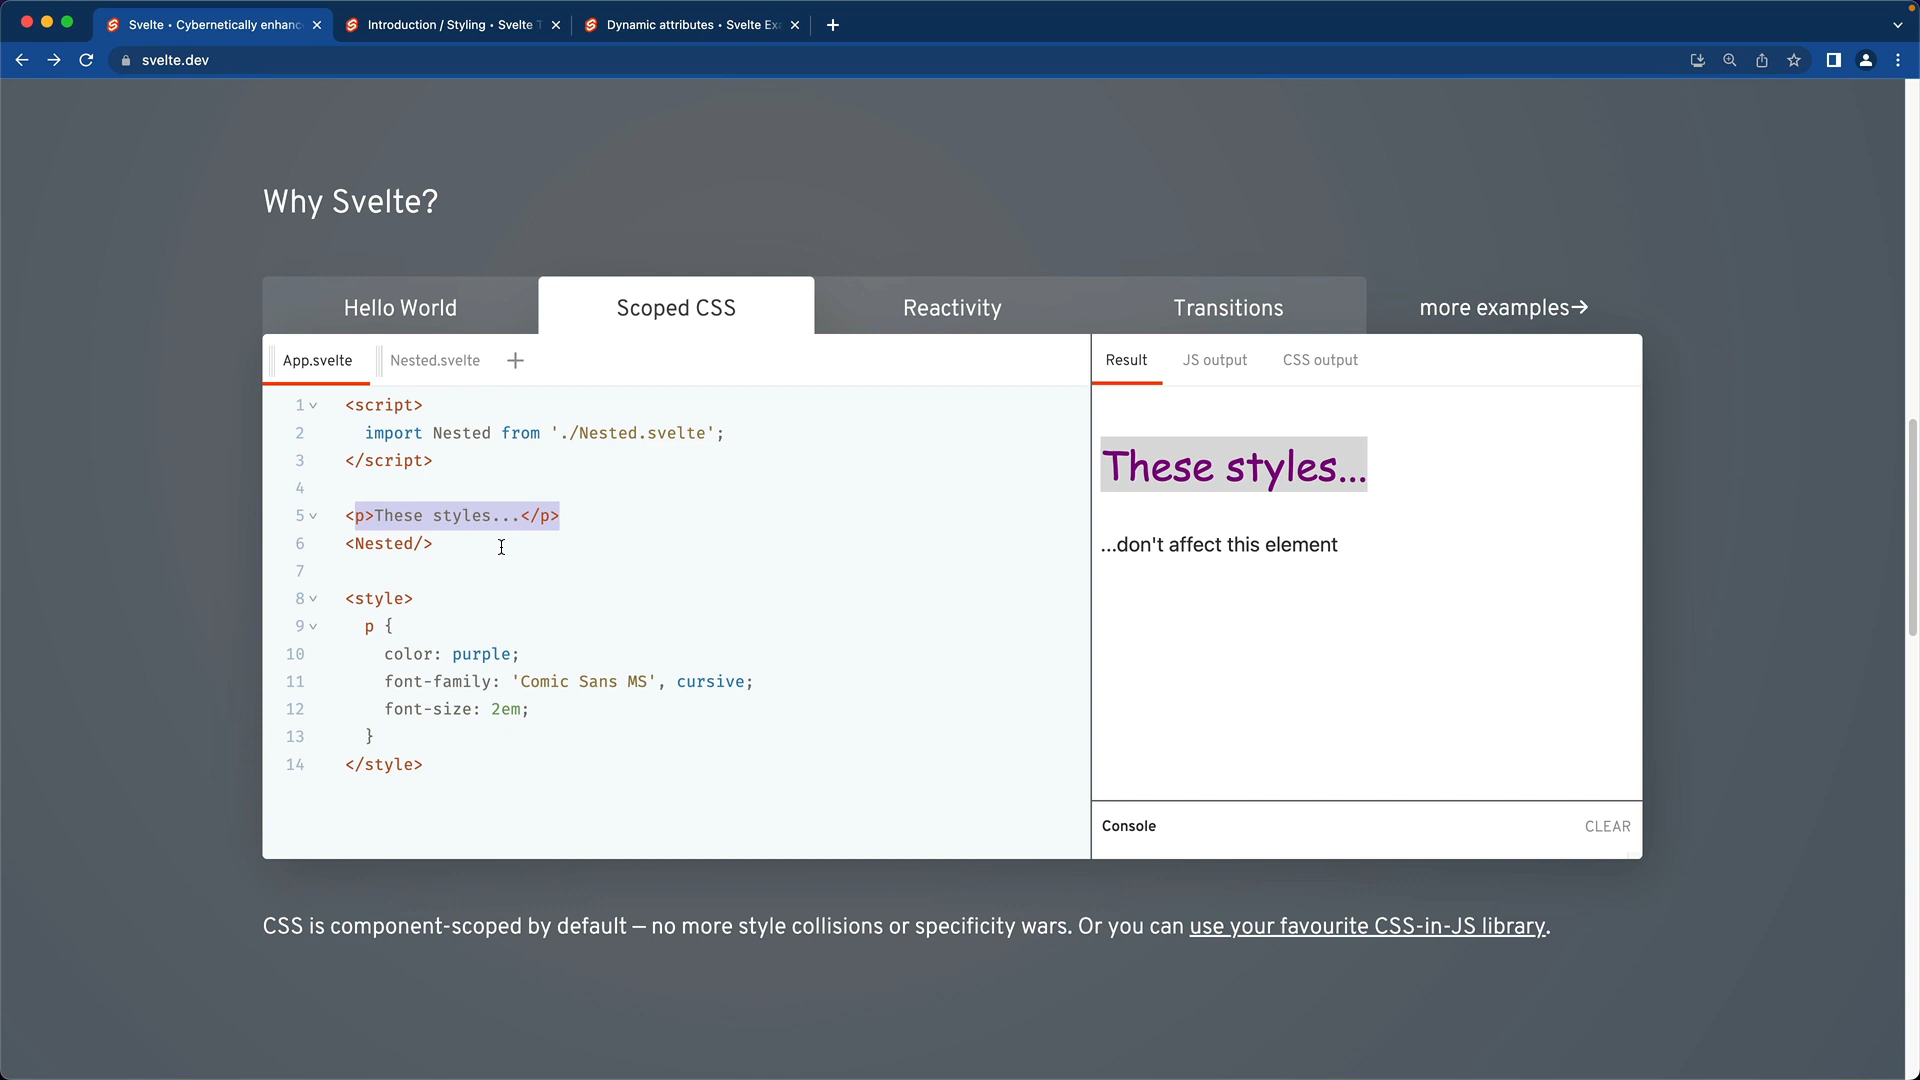 Svelte • Cybernetically enhanc
Introduction / Styling • Svelte T
Dynamic attributes • Svelte Ex
svelte.dev
Why Svelte?
Hello World
Scoped CSS
Reactivity
Transitions
more examples→
App.svelte
Nested.svelte
Result
JS output
CSS output
1 <script>
2 import Nested from './Nested.svelte';
3 </script>
4
5 <p>These styles...</p>
6 <Nested/>
7
8 <style>
9 p {
10 color: purple;
11 font-family: 'Comic Sans MS', cursive;
12 font-size: 2em;
13 }
14 </style>
These styles...
...don't affect this element
Console
CLEAR
CSS is component-scoped by default — no more style collisions or specificity wars. Or you can use your favourite CSS-in-JS library.